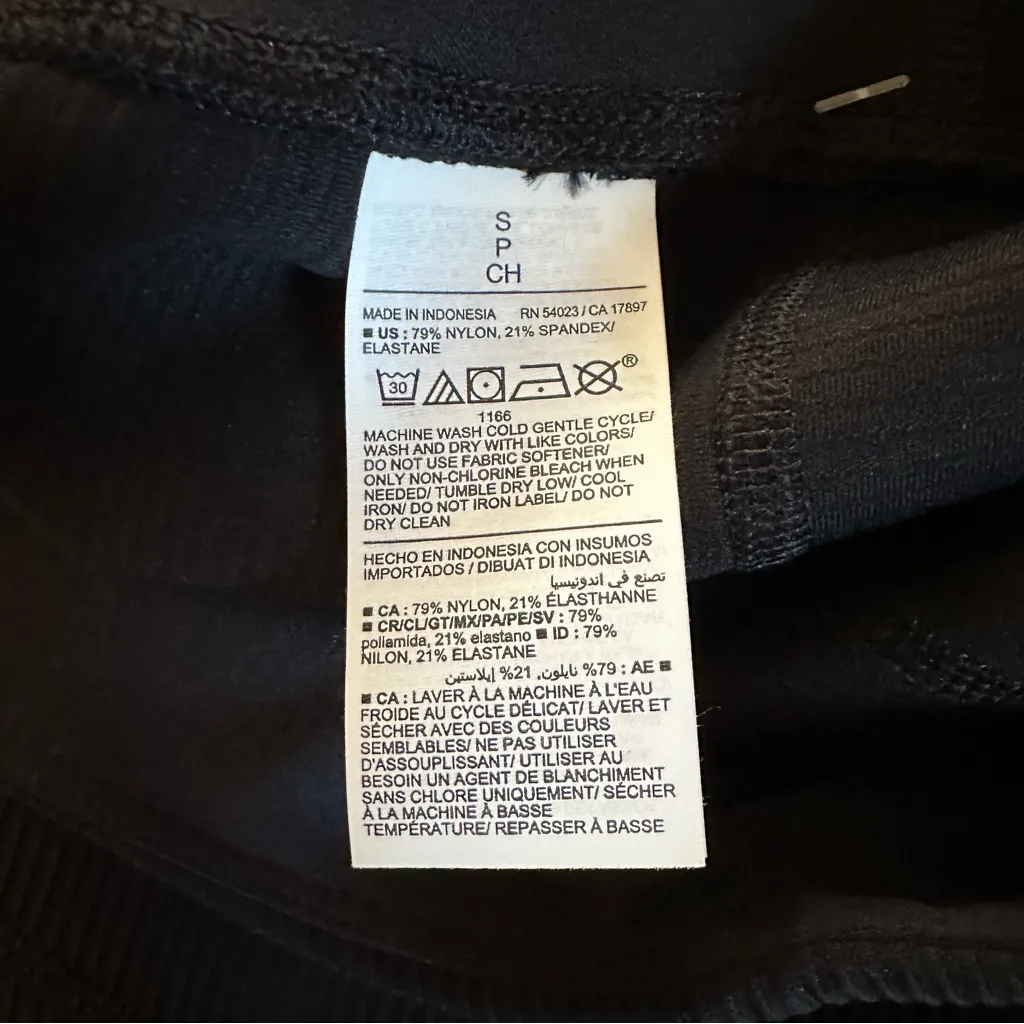 S
P
CH
MADE IN INDONESIA RN 54023 / CA 17897
US : 79% NYLON, 21% SPANDEX/
ELASTANE
30 ®
1166
MACHINE WASH COLD GENTLE CYCLE/
WASH AND DRY WITH LIKE COLORS/
DO NOT USE FABRIC SOFTENER/
ONLY NON-CHLORINE BLEACH WHEN
NEEDED/ TUMBLE DRY LOW/ COOL
IRON/ DO NOT IRON LABEL/ DO NOT
DRY CLEAN
HECHO EN INDONESIA CON INSUMOS
IMPORTADOS / DIBUAT DI INDONESIA
تصنع في اندونيسيا
CA : 79% NYLON, 21% ÉLASTHANNE
CR/CL/GT/MX/PA/PE/SV : 79%
poliamida, 21% elastano ID : 79%
NILON, 21% ELASTANE
AE : 79% نايلون, 21% إيلاستين
CA : LAVER À LA MACHINE À L'EAU
FROIDE AU CYCLE DÉLICAT/ LAVER ET
SÉCHER AVEC DES COULEURS
SEMBLABLES/ NE PAS UTILISER
D'ASSOUPLISSANT/ UTILISER AU
BESOIN UN AGENT DE BLANCHIMENT
SANS CHLORE UNIQUEMENT/ SÉCHER
À LA MACHINE À BASSE
TEMPÉRATURE/ REPASSER À BASSE